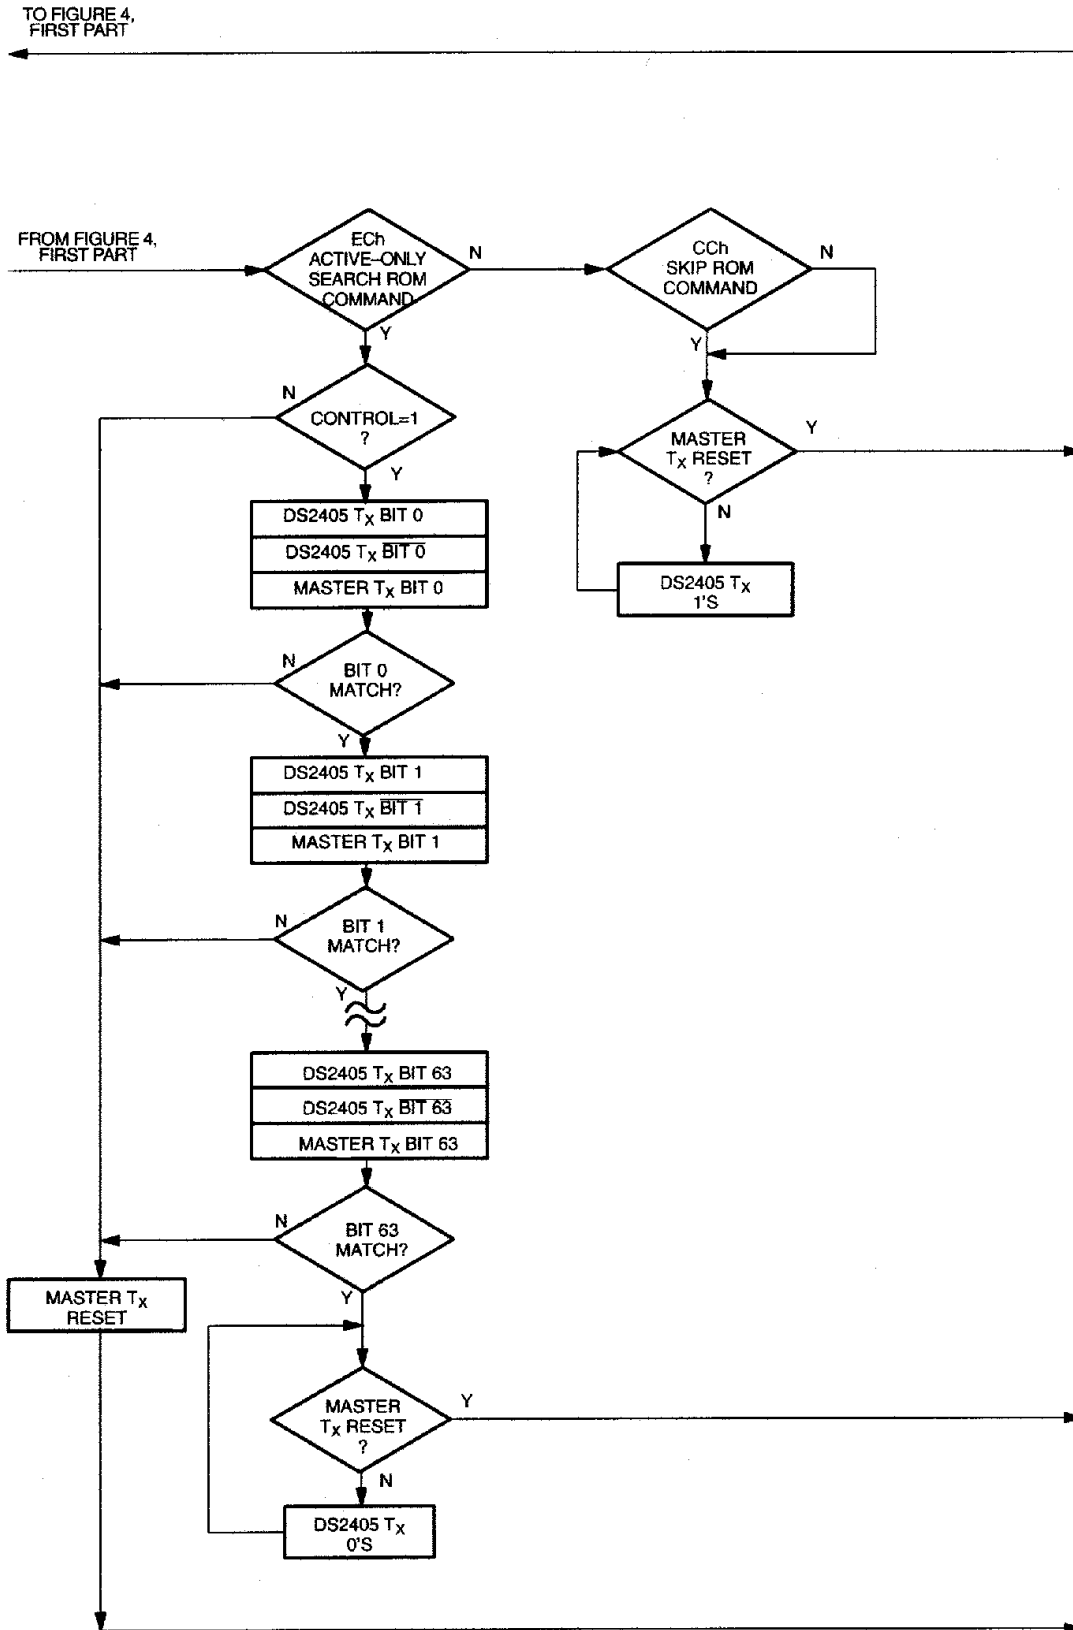 TO FIGURE 4,
FIRST PART
FROM FIGURE 4,
FIRST PART
ECh
ACTIVE–ONLY
SEARCH ROM
COMMAND
N
Y
CCh
SKIP ROM
COMMAND
N
Y
N
CONTROL=1
?
Y
MASTER
TX RESET
?
Y
N
DS2405 TX
1'S
DS2405 TX BIT 0
DS2405 TX B̅I̅T̅ ̅0̅
MASTER TX BIT 0
N
BIT 0
MATCH?
Y
DS2405 TX BIT 1
DS2405 TX B̅I̅T̅ ̅1̅
MASTER TX BIT 1
N
BIT 1
MATCH?
Y
DS2405 TX BIT 63
DS2405 TX B̅I̅T̅ ̅6̅3̅
MASTER TX BIT 63
N
BIT 63
MATCH?
Y
MASTER TX
RESET
MASTER
TX RESET
?
Y
N
DS2405 TX
0'S